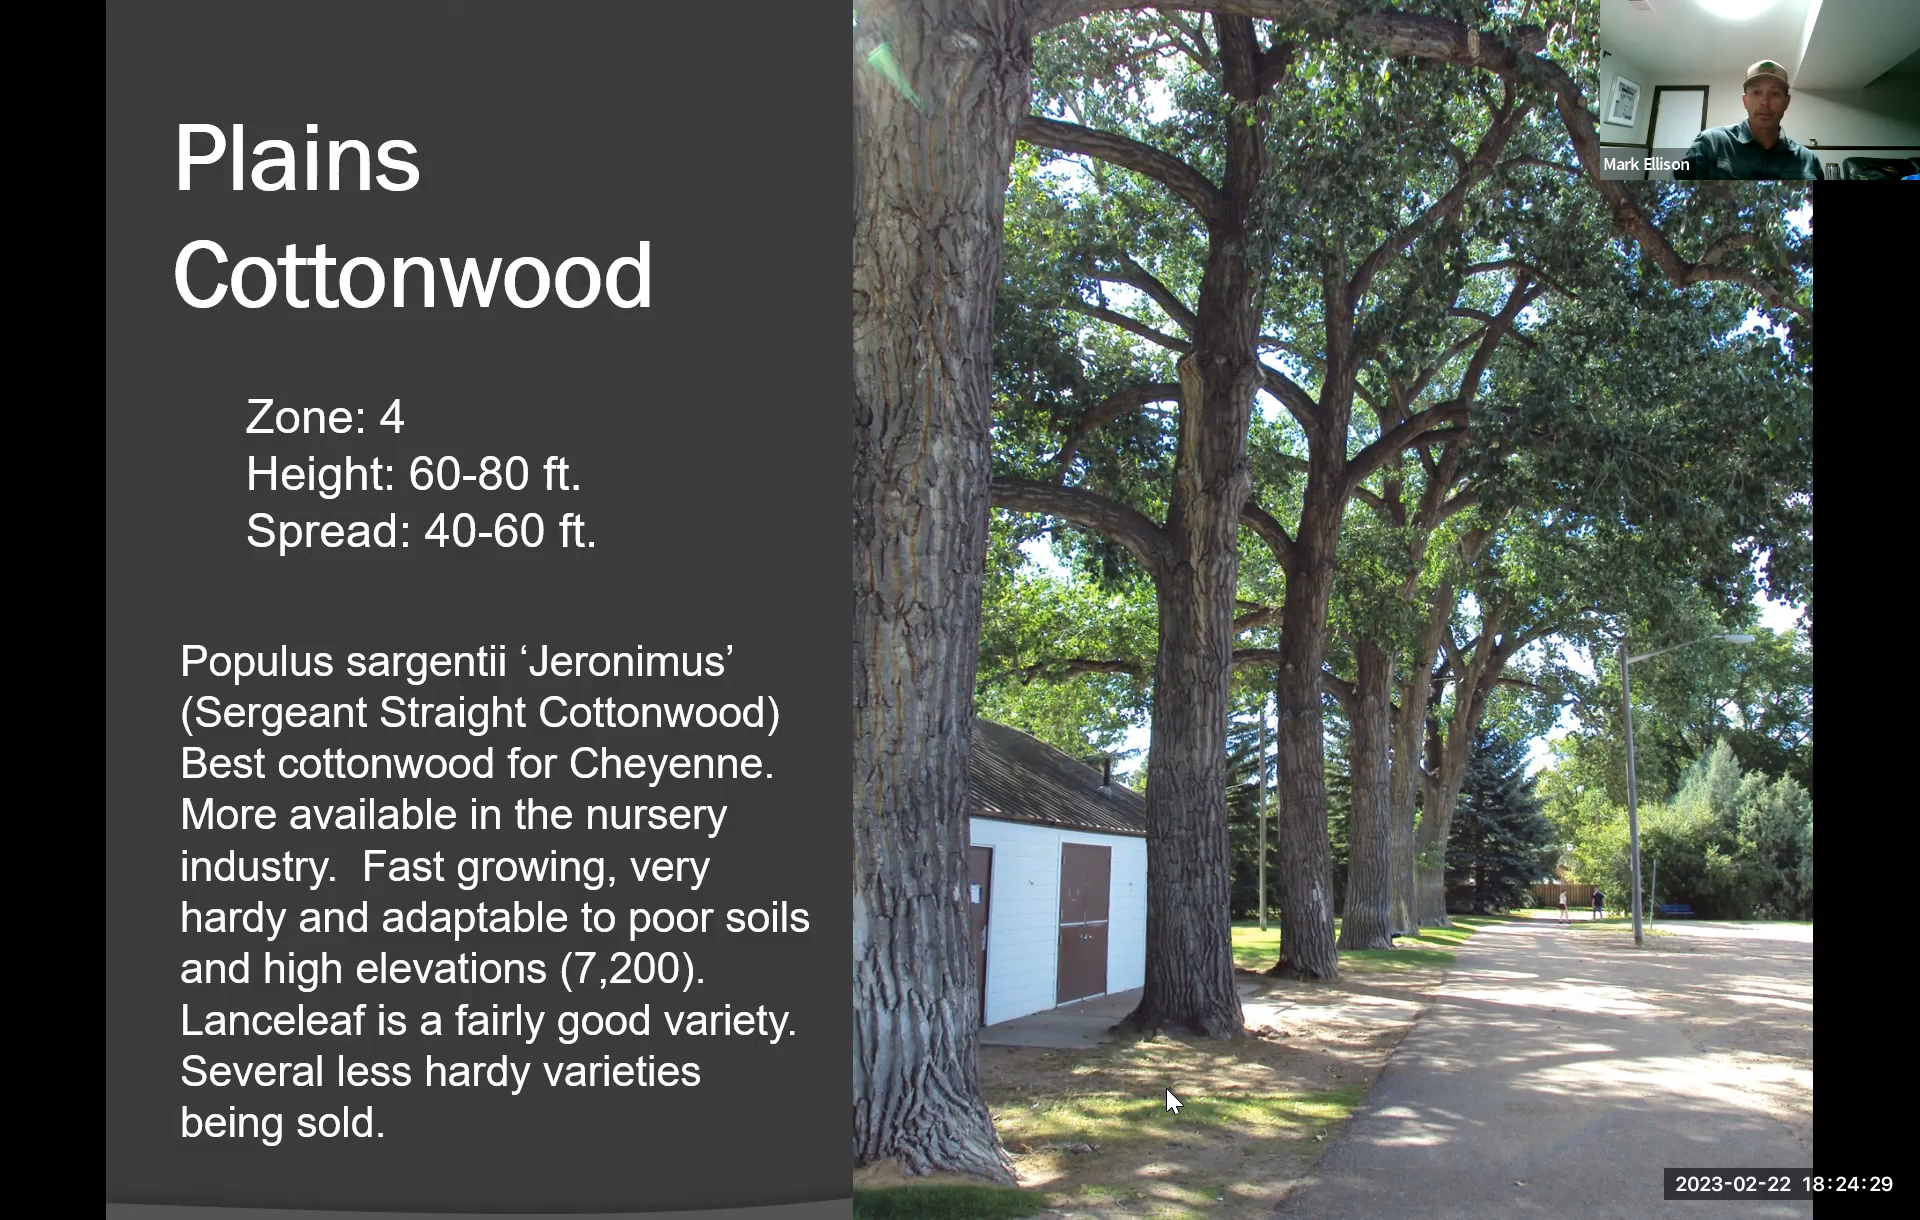 Plains
Cottonwood
Zone: 4
Height: 60-80 ft.
Spread: 40-60 ft.
Populus sargentii ‘Jeronimus’
(Sergeant Straight Cottonwood)
Best cottonwood for Cheyenne.
More available in the nursery
industry.  Fast growing, very
hardy and adaptable to poor soils
and high elevations (7,200).
Lanceleaf is a fairly good variety.
Several less hardy varieties
being sold.
Mark Ellison
2023-02-22 18:24:29